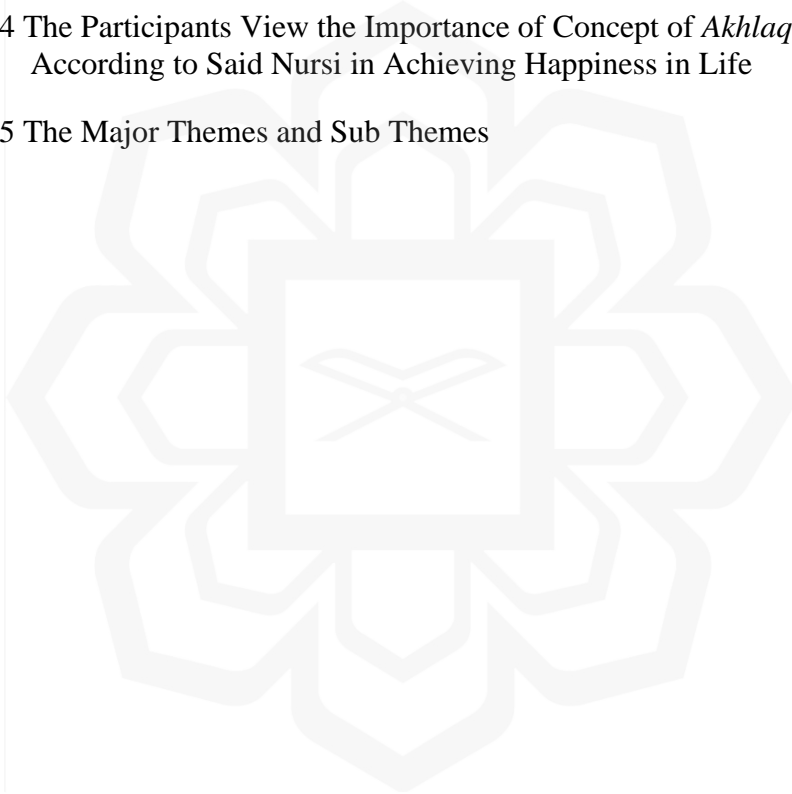 4 The Participants View the Importance of Concept of Akhlaq
According to Said Nursi in Achieving Happiness in Life
5 The Major Themes and Sub Themes